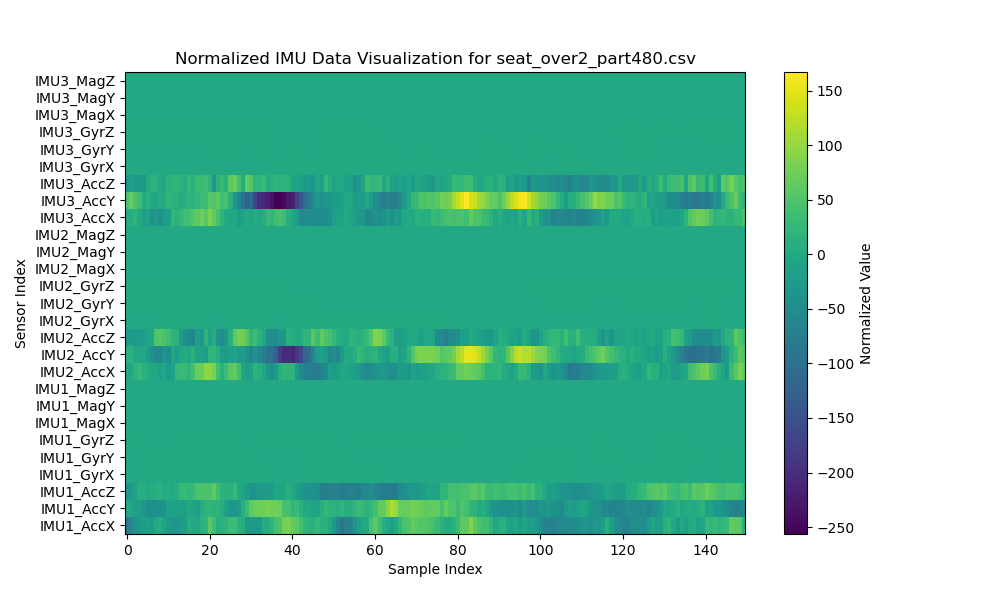 Normalized IMU Data Visualization for seat_over2_part480.csv
IMU3_MagZ
IMU3_MagY
IMU3_MagX
IMU3_GyrZ
IMU3_GyrY
IMU3_GyrX
IMU3_AccZ
IMU3_AccY
IMU3_AccX
IMU2_MagZ
IMU2_MagY
IMU2_MagX
IMU2_GyrZ
IMU2_GyrY
IMU2_GyrX
IMU2_AccZ
IMU2_AccY
IMU2_AccX
IMU1_MagZ
IMU1_MagY
IMU1_MagX
IMU1_GyrZ
IMU1_GyrY
IMU1_GyrX
IMU1_AccZ
IMU1_AccY
IMU1_AccX
Sensor Index
0 20 40 60 80 100 120 140
Sample Index
150
100
50
0
−50
−100
−150
−200
−250
Normalized Value